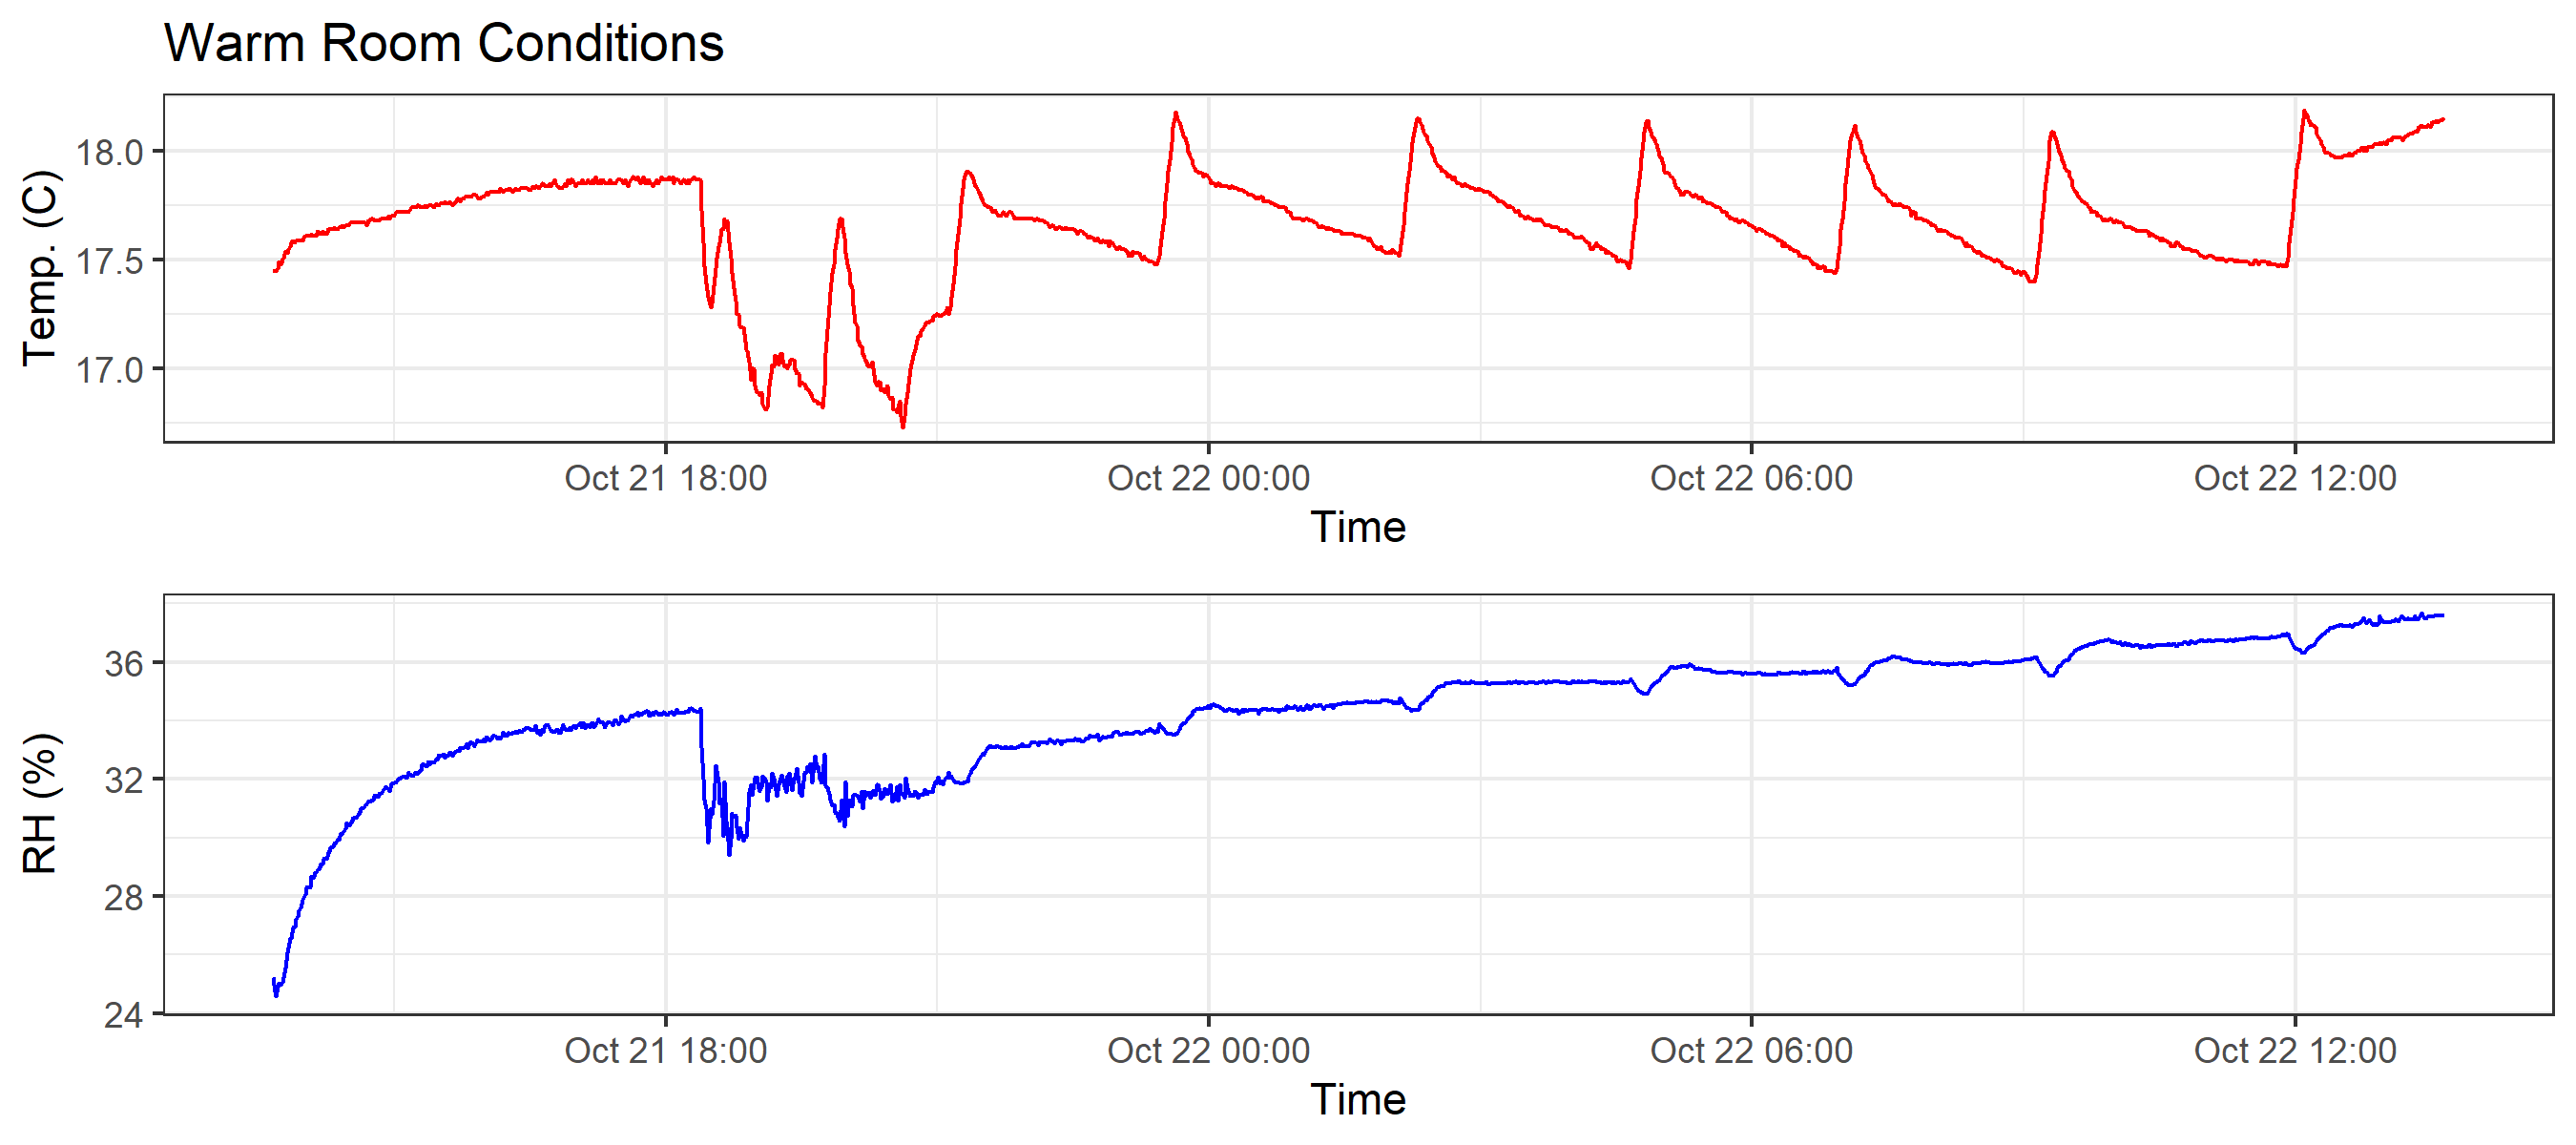 Warm Room Conditions
Temp. (C)
18.0
17.5
17.0
Oct 21 18:00 Oct 22 00:00 Oct 22 06:00 Oct 22 12:00
Time
RH (%)
36
32
28
24
Oct 21 18:00 Oct 22 00:00 Oct 22 06:00 Oct 22 12:00
Time